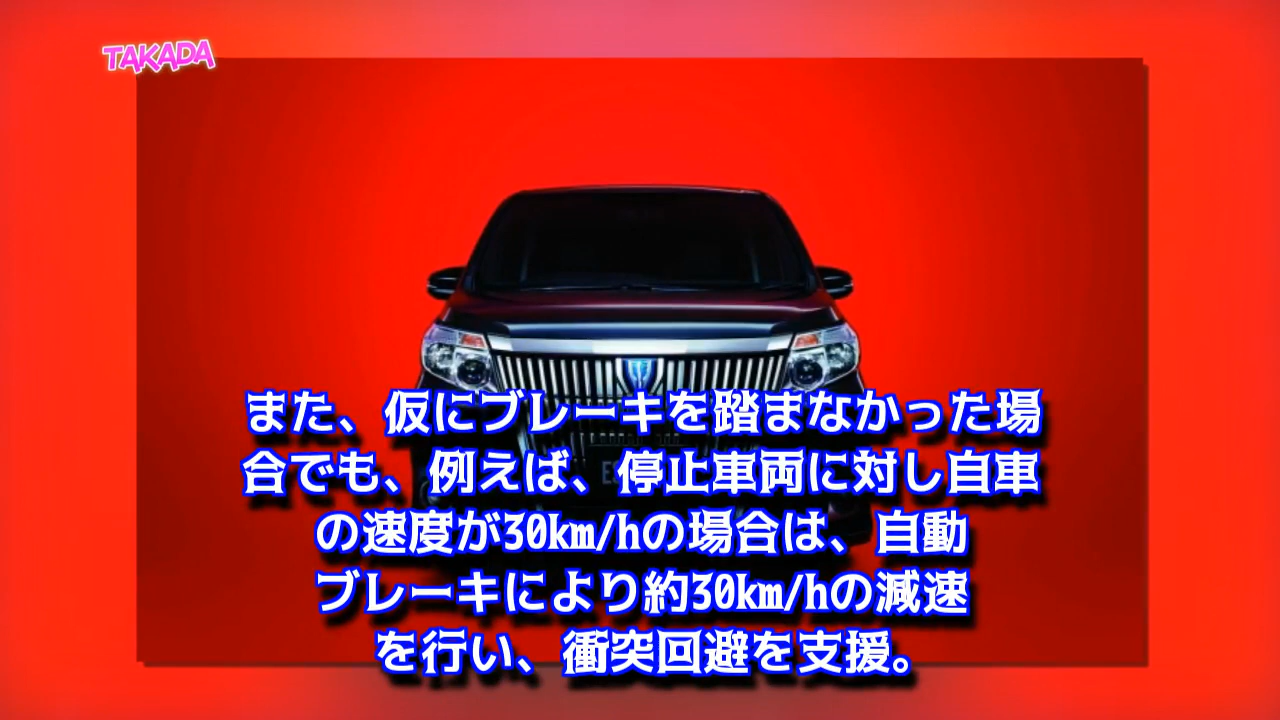 TAKADA
また、仮にブレーキを踏まなかった場
合でも、例えば、停止車両に対し自車
の速度が30km/hの場合は、自動
ブレーキにより約30km/hの減速
を行い、衝突回避を支援。